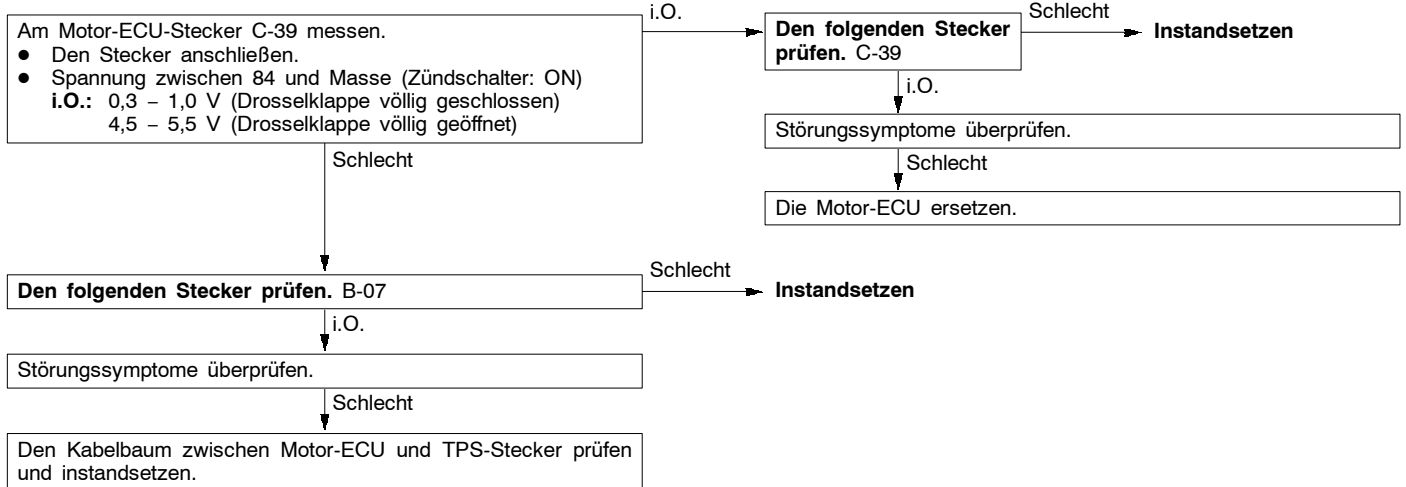 Am Motor-ECU-Stecker C-39 messen.
● Den Stecker anschließen.
● Spannung zwischen 84 und Masse (Zündschalter: ON)
i.O.: 0,3 – 1,0 V (Drosselklappe völlig geschlossen)
4,5 – 5,5 V (Drosselklappe völlig geöffnet)
i.O.
Den folgenden Stecker
prüfen. C-39
Schlecht
Instandsetzen
i.O.
Störungssymptome überprüfen.
Schlecht
Die Motor-ECU ersetzen.
Schlecht
Den folgenden Stecker prüfen. B-07
Schlecht
Instandsetzen
i.O.
Störungssymptome überprüfen.
Schlecht
Den Kabelbaum zwischen Motor-ECU und TPS-Stecker prüfen
und instandsetzen.